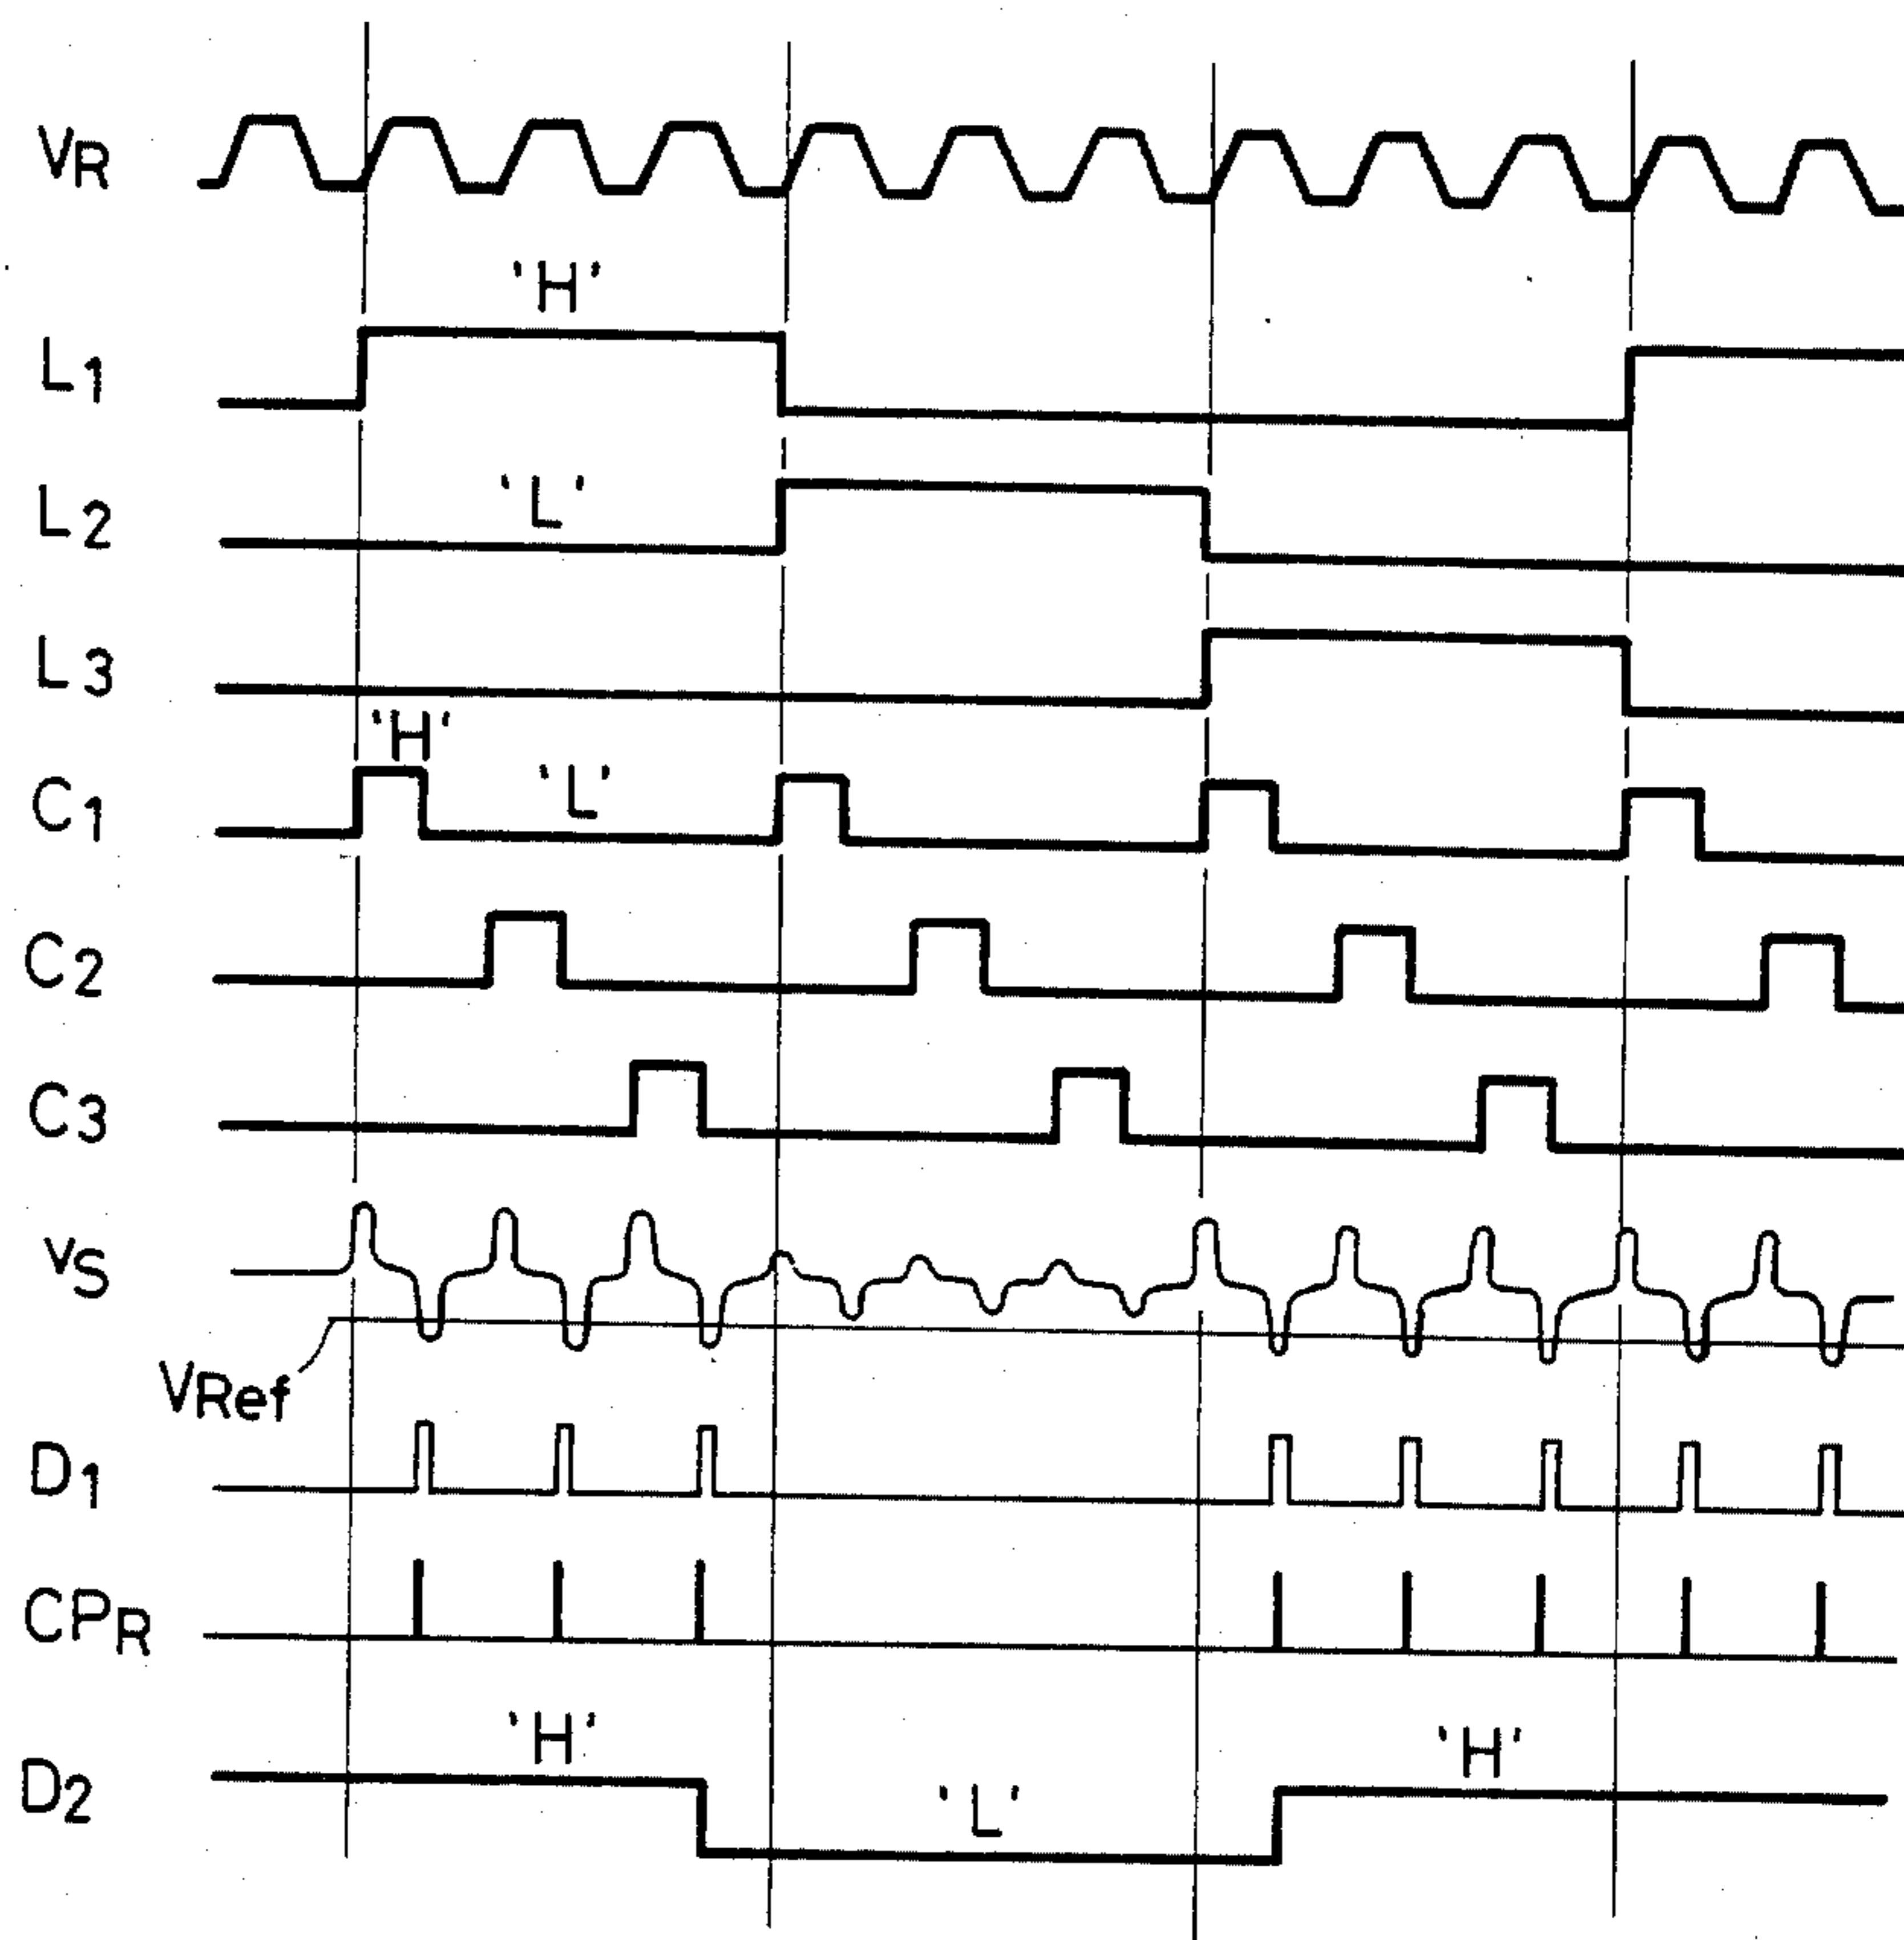 VR
'H'
L1
L2 'L'
L3
'H'
C1 'L'
C2
C3
VS
VRef
D1
CPR
'H' 'H'
D2 'L'